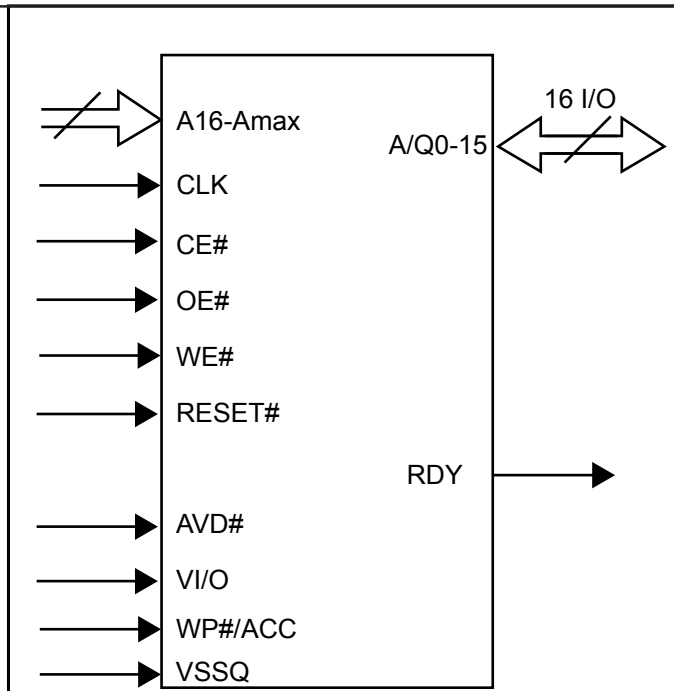 A16-Amax
CLK
CE#
OE#
WE#
RESET#
AVD#
VI/O
WP#/ACC
VSSQ
16 I/O
A/Q0-15
RDY